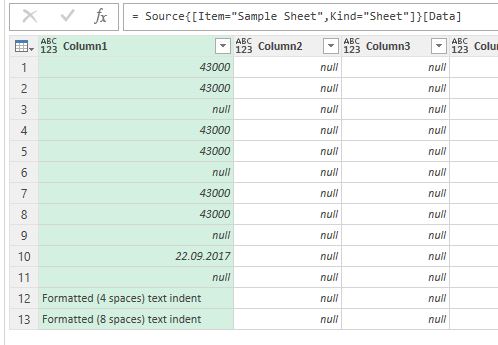 = Source{[Item="Sample Sheet",Kind="Sheet"]}[Data]
ABC 123 Column1 ABC 123 Column2 ABC 123 Column3 ABC 123 Colu
1 43000 null null
2 43000 null null
3 null null null
4 43000 null null
5 43000 null null
6 null null null
7 43000 null null
8 43000 null null
9 null null null
10 22.09.2017 null null
11 null null null
12 Formatted (4 spaces) text indent null null
13 Formatted (8 spaces) text indent null null